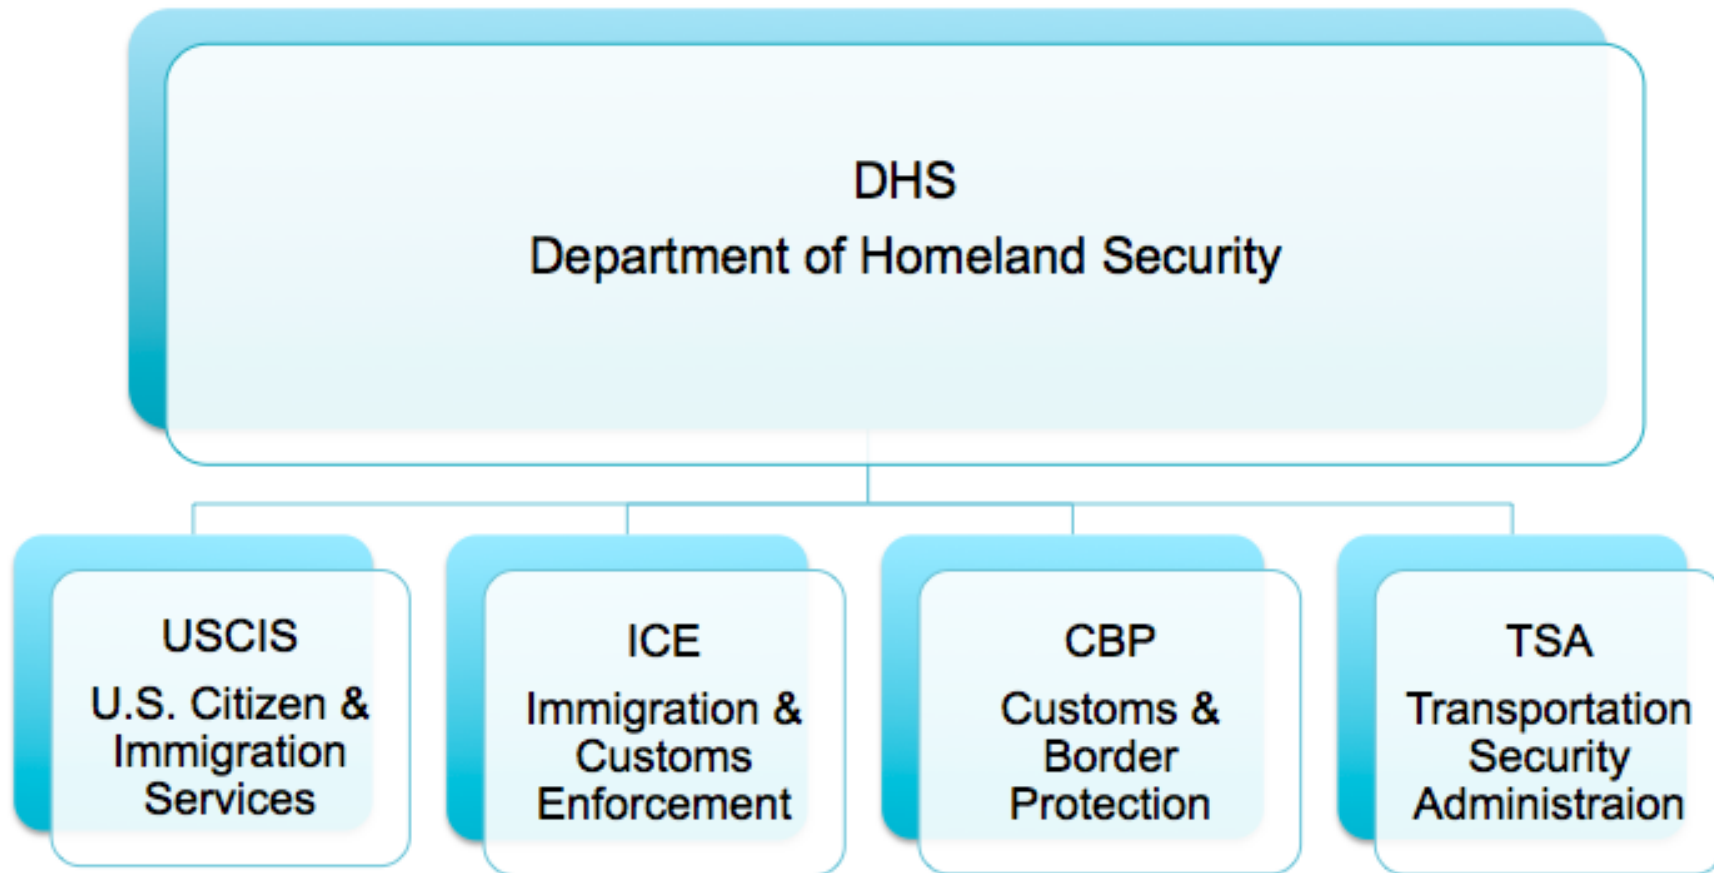 DHS
Department of Homeland Security
USCIS
U.S. Citizen &
Immigration
Services
ICE
Immigration &
Customs
Enforcement
CBP
Customs &
Border
Protection
TSA
Transportation
Security
Administraion